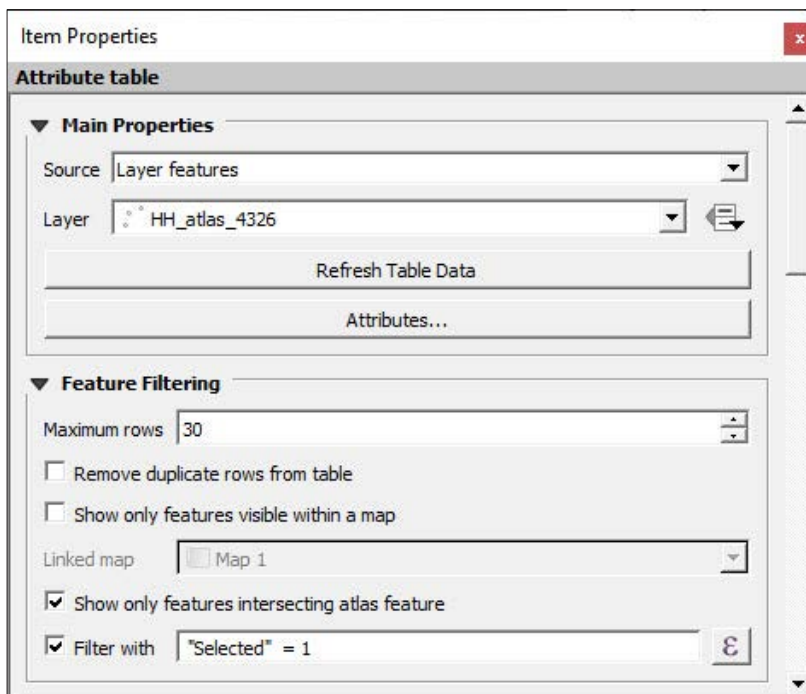 Item Properties
x
Attribute table
Main Properties
Source Layer features
Layer HH_atlas_4326
Refresh Table Data
Attributes...
Feature Filtering
Maximum rows 30
Remove duplicate rows from table
Show only features visible within a map
Linked map Map 1
Show only features intersecting atlas feature
Filter with "Selected" = 1 ε